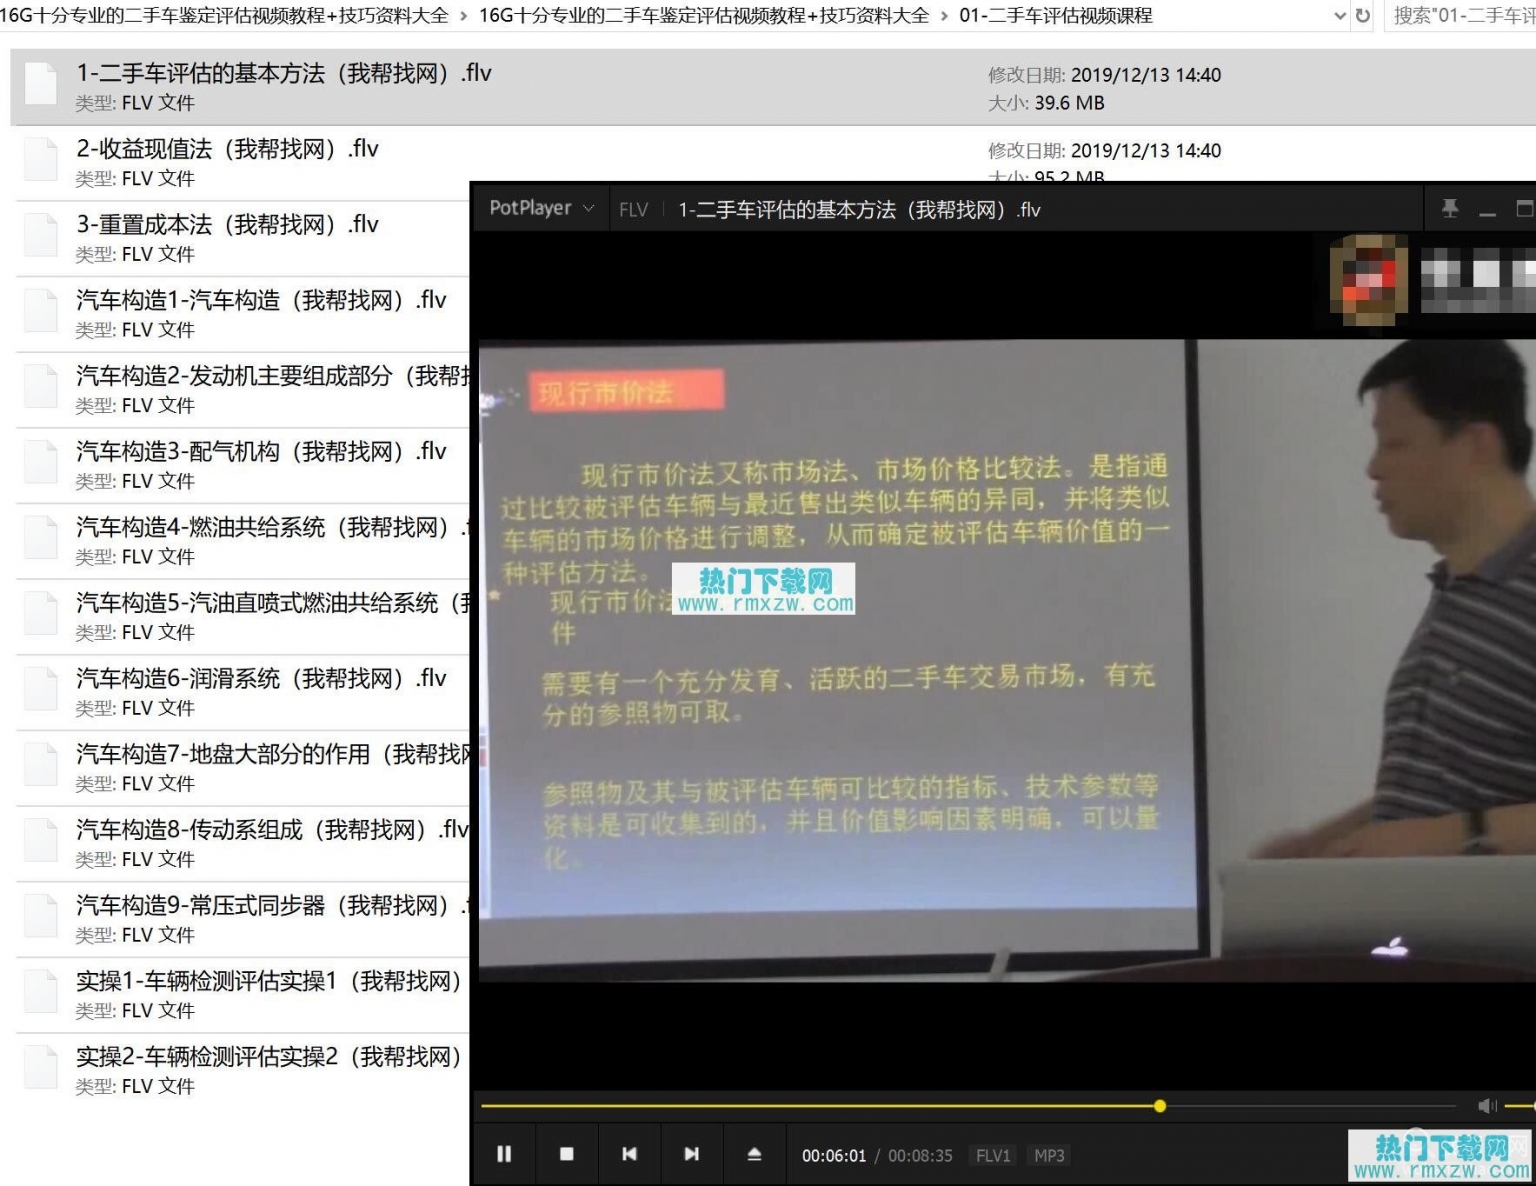 16G十分专业的二手车鉴定评估视频教程+技巧资料大全 › 16G十分专业的二手车鉴定评估视频教程+技巧资料大全 › 01-二手车评估视频课程
搜索"01-二手车评
1-二手车评估的基本方法（我帮找网）.flv
修改日期: 2019/12/13 14:40
类型: FLV 文件
大小: 39.6 MB
2-收益现值法（我帮找网）.flv
修改日期: 2019/12/13 14:40
类型: FLV 文件
大小: 95.2 MB
3-重置成本法（我帮找网）.flv
类型: FLV 文件
汽车构造1-汽车构造（我帮找网）.flv
类型: FLV 文件
汽车构造2-发动机主要组成部分（我帮
类型: FLV 文件
汽车构造3-配气机构（我帮找网）.flv
类型: FLV 文件
汽车构造4-燃油共给系统（我帮找网）.
类型: FLV 文件
汽车构造5-汽油直喷式燃油共给系统（
类型: FLV 文件
汽车构造6-润滑系统（我帮找网）.flv
类型: FLV 文件
汽车构造7-地盘大部分的作用（我帮找网
类型: FLV 文件
汽车构造8-传动系组成（我帮找网）.flv
类型: FLV 文件
汽车构造9-常压式同步器（我帮找网）.
类型: FLV 文件
实操1-车辆检测评估实操1（我帮找网）
类型: FLV 文件
实操2-车辆检测评估实操2（我帮找网）
类型: FLV 文件
PotPlayer FLV 1-二手车评估的基本方法（我帮找网）.flv
现行市价法
现行市价法又称市场法、市场价格比较法。是指通
过比较被评估车辆与最近售出类似车辆的异同，并将类似
车辆的市场价格进行调整，从而确定被评估车辆价值的一
种评估方法。
现行市价法
件
热门下载网
www.rmxzw.com
需要有一个充分发育、活跃的二手车交易市场，有充
分的参照物可取。
参照物及其与被评估车辆可比较的指标、技术参数等
资料是可收集到的，并且价值影响因素明确，可以量
化。
00:06:01 / 00:08:35 FLV1 MP3
热门下载网
www.rmxzw.com